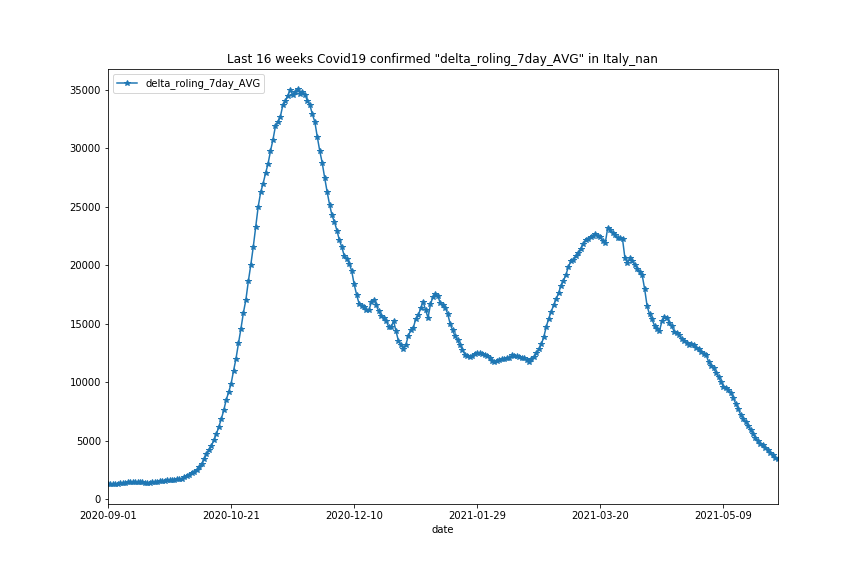 Last 16 weeks Covid19 confirmed "delta_roling_7day_AVG" in Italy_nan
delta_roling_7day_AVG
35000
30000
25000
20000
15000
10000
5000
0
2020-09-01 2020-10-21 2020-12-10 2021-01-29 2021-03-20 2021-05-09
date